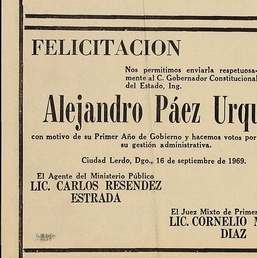 FELICITACION
Nos permitimos enviarla respetuosa-
mente al C. Gobernador Constitucional
del Estado, Ing.
Alejandro Páez Urqu
con motivo de su Primer Año de Gobierno y hacemos votos por
su gestión administrativa.
Ciudad Lerdo, Dgo., 16 de septiembre de 1969.
El Agente del Ministerio Público
LIC. CARLOS RESENDEZ
ESTRADA
El Juez Mixto de Primer
LIC. CORNELIO M
DIAZ